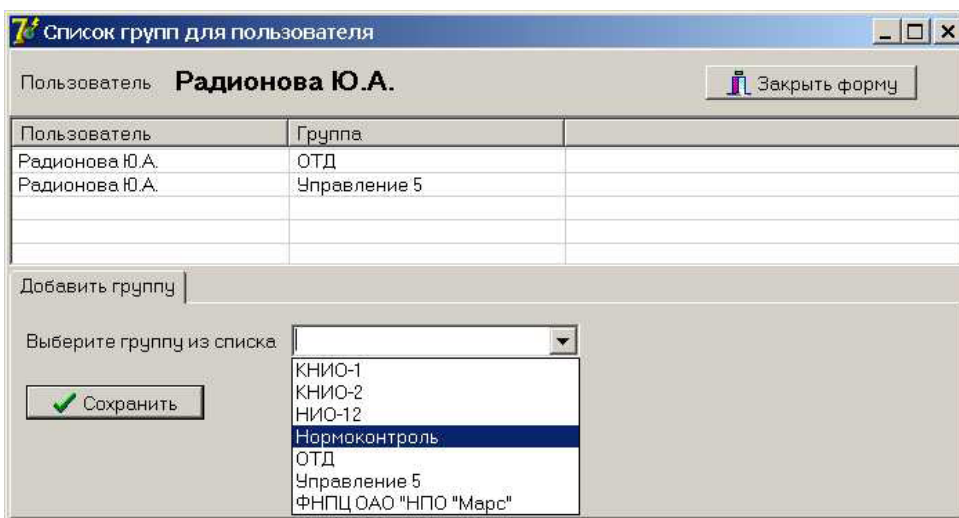 Список групп для пользователя
Пользователь Радионова Ю.А. Закрыть форму
Пользователь Группа
Радионова Ю.А. ОТД
Радионова Ю.А. Управление 5
Добавить группу
Выберите группу из списка
КНИО-1
КНИО-2
Сохранить
НИО-12
Нормоконтроль
ОТД
Управление 5
ФНПЦ ОАО "НПО "Марс"